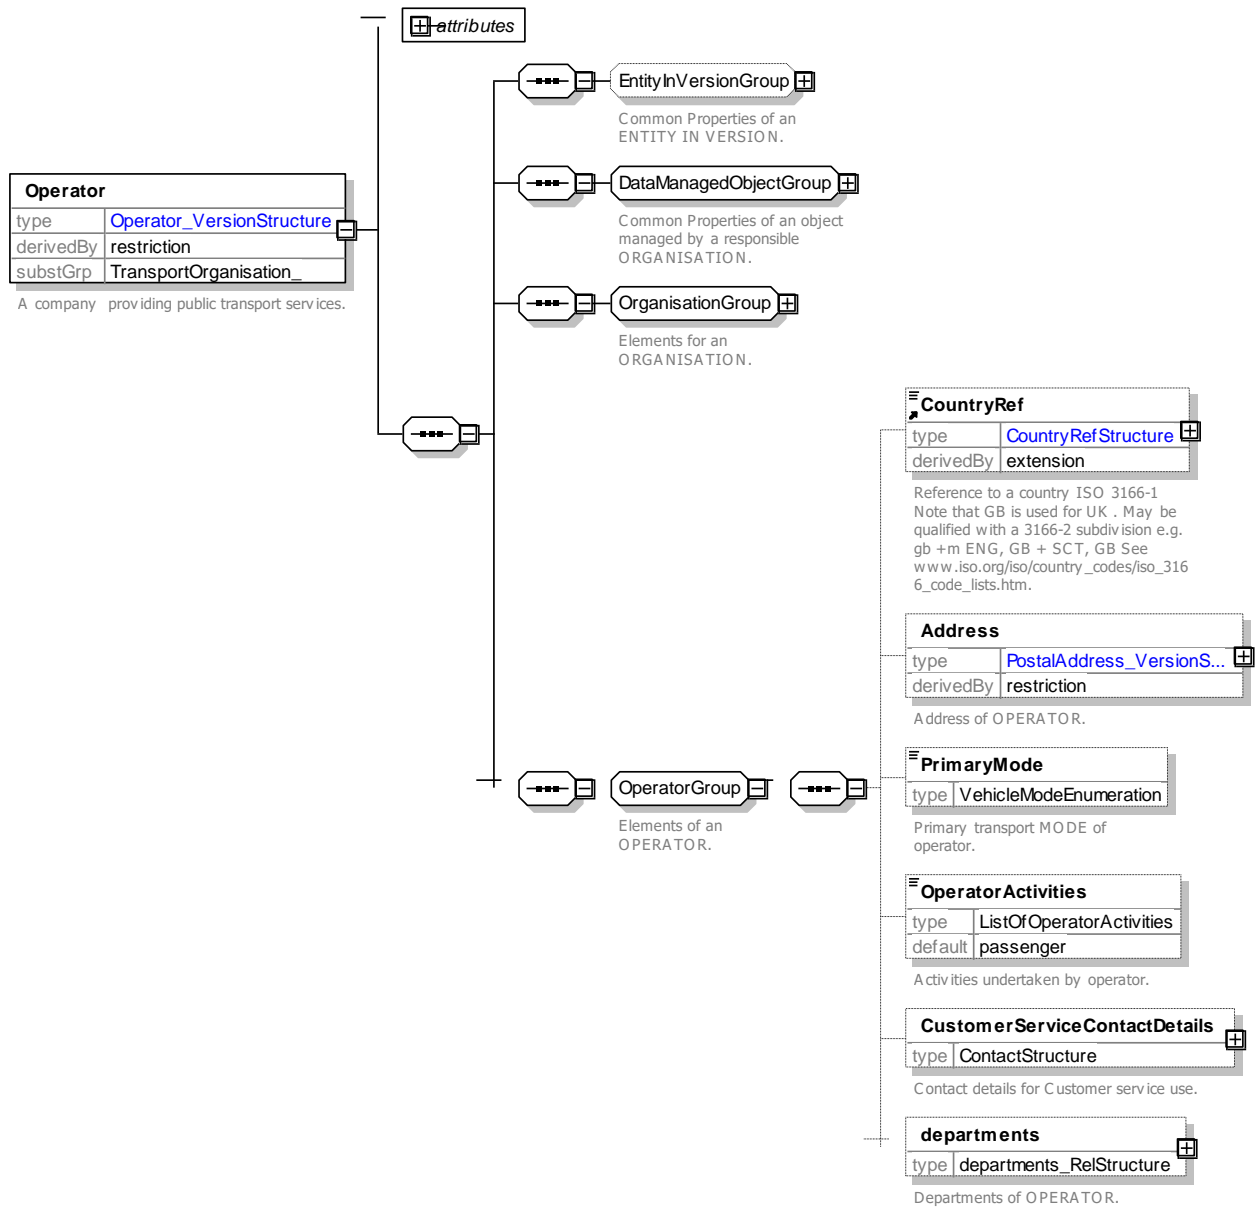 attributes
EntityInVersionGroup
Common Properties of an
ENTITY IN VERSION.
Operator
type Operator_VersionStructure
derivedBy restriction
substGrp TransportOrganisation_
A company providing public transport services.
DataManagedObjectGroup
Common Properties of an object
managed by a responsible
ORGANISATION.
OrganisationGroup
Elements for an
ORGANISATION.
CountryRef
type CountryRefStructure
derivedBy extension
Reference to a country ISO 3166-1
Note that GB is used for UK . May be
qualified with a 3166-2 subdivision e.g.
gb +m ENG, GB + SCT, GB See
www.iso.org/iso/country_codes/iso_316
6_code_lists.htm.
Address
type PostalAddress_VersionS...
derivedBy restriction
Address of OPERATOR.
OperatorGroup
Elements of an
OPERATOR.
PrimaryMode
type VehicleModeEnumeration
Primary transport MODE of
operator.
OperatorActivities
type ListOfOperatorActivities
default passenger
Activities undertaken by operator.
CustomerServiceContactDetails
type ContactStructure
Contact details for Customer service use.
departments
type departments_RelStructure
Departments of OPERATOR.